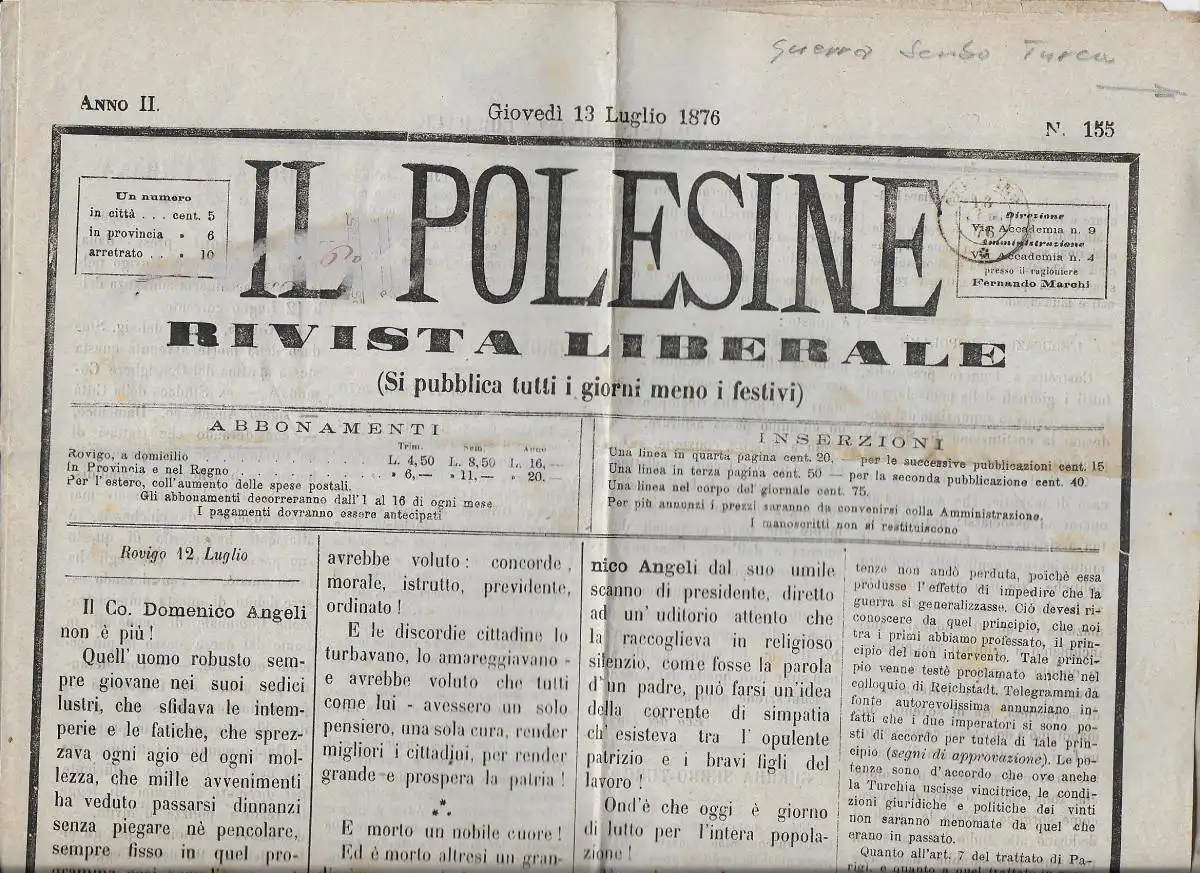 Guerra Serbo Turca
ANNO II.
Giovedì 13 Luglio 1876
N. 155
Un numero
in città . . . cent. 5
in provincia » 6
arretrato . . » 10
IL POLESINE
Direzione
Via Accademia n. 9
Amministrazione
Via Accademia n. 4
presso il ragioniere
Fernando Marchi
RIVISTA LIBERALE
(Si pubblica tutti i giorni meno i festivi)
ABBONAMENTI
Trim. Sem. Anno
Rovigo, a domicilio . . . . . . . . . . . L. 4,50 L. 8,50 L. 16,—
In Provincia e nel Regno . . . . . . . . . » 6,— » 11,— » 20.—
Per l'estero, coll'aumento delle spese postali.
Gli abbonamenti decorreranno dall'1 al 16 di ogni mese
I pagamenti dovranno essere antecipati
INSERZIONI
Una linea in quarta pagina cent. 20, — per le successive pubblicazioni cent. 15
Una linea in terza pagina cent. 50 — per la seconda pubblicazione cent. 40
Una linea nel corpo del giornale cent. 75.
Per più annunzi i prezzi saranno da convenirsi colla Amministrazione,
I manoscritti non si restituiscono
Rovigo 12 Luglio
Il Co. Domenico Angeli
non è più!
Quell' uomo robusto sem-
pre giovane nei suoi sedici
lustri, che sfidava le intem-
perie e le fatiche, che sprez-
zava ogni agio ed ogni mol-
lezza, che mille avvenimenti
ha veduto passarsi dinnanzi
senza piegare nè pencolare,
sempre fisso in quel pro-
avrebbe voluto: concorde,
morale, istrutto, previdente,
ordinato!
E le discordie cittadine lo
turbavano, lo amareggiavano -
e avrebbe voluto che tutti
come lui - avessero un solo
pensiero, una sola cura, render
migliori i cittadini, per render
grande e prospera la patria!
E morto un nobile cuore!
Ed è morto altresì un gran-
nico Angeli dal suo umile
scanno di presidente, diretto
ad un' uditorio attento che
la raccoglieva in religioso
silenzio, come fosse la parola
d'un padre, può farsi un'idea
della corrente di simpatia
ch' esisteva tra l' opulente
patrizio e i bravi figli del
lavoro!
Ond'è che oggi è giorno
di lutto per l'intera popola-
zione!
tenze non andò perduta, poichè essa
produsse l' effetto di impedire che la
guerra si generalizzasse. Ciò devesi ri-
conoscere da quel principio, che noi
tra i primi abbiamo professato, il prin-
cipio del non intervento. Tale princi-
pio venne testè proclamato anche nel
colloquio di Reichstadt. Telegrammi da
fonte autorevolissima annunziano in-
fatti che i due imperatori si sono po-
sti di accordo per tutela di tale prin-
cipio (segni di approvazione). Le po-
tenze sono d' accordo che ove anche
la Turchia uscisse vincitrice, le condi-
zioni giuridiche e politiche dei vinti
non saranno menomate da quel che
erano in passato.
Quanto all'art. 7 del trattato di Pa-